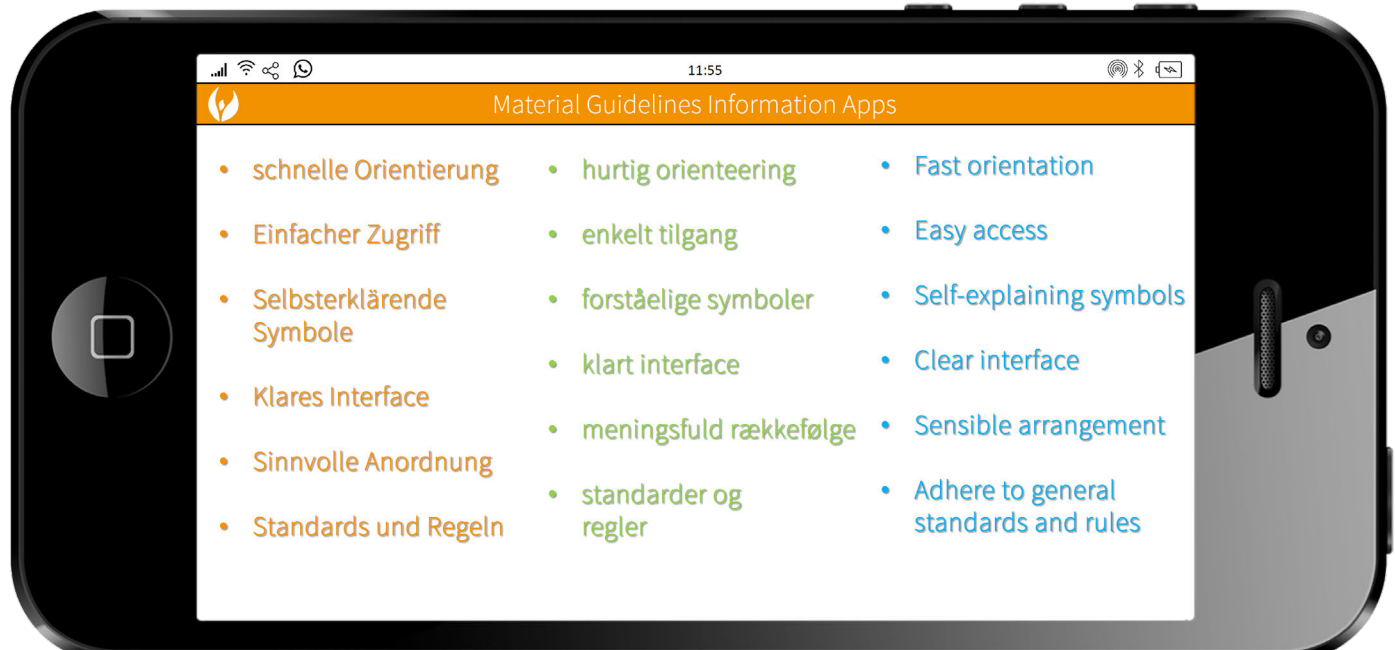 11:55
Material Guidelines Information Apps
• schnelle Orientierung
• Einfacher Zugriff
• Selbsterklärende
Symbole
• Klares Interface
• Sinnvolle Anordnung
• Standards und Regeln
• hurtig orienteering
• enkelt tilgang
• forståelige symboler
• klart interface
• meningsfuld rækkefølge
• standarder og
regler
• Fast orientation
• Easy access
• Self-explaining symbols
• Clear interface
• Sensible arrangement
• Adhere to general
standards and rules